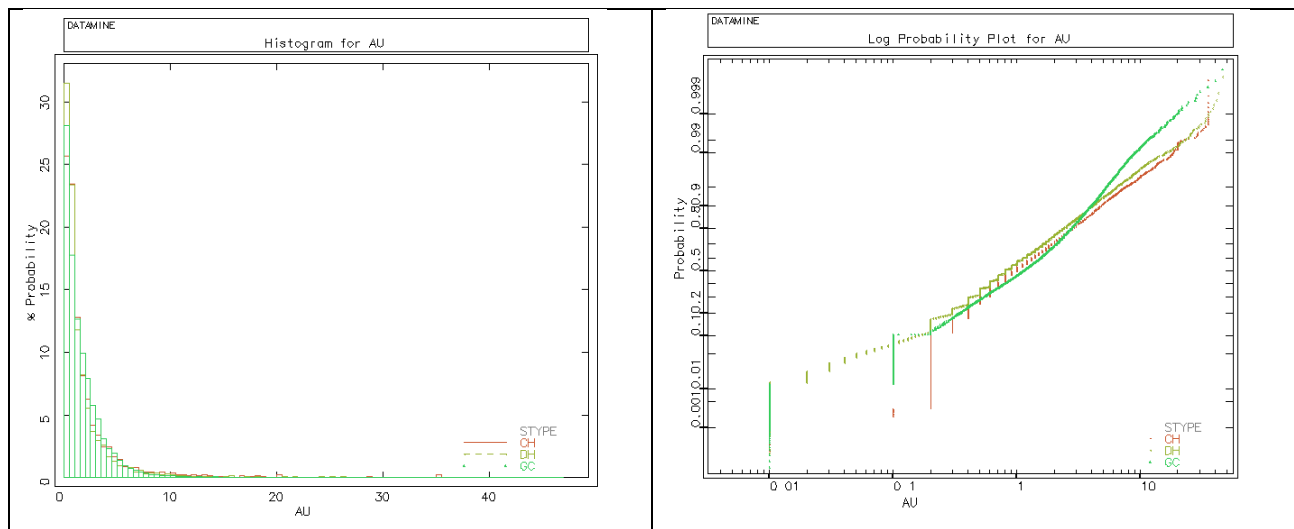 DATAMINE
Histogram for AU
% Probability
30
25
20
15
10
5
0
0
10
20
30
40
AU
STYPE
CH
DH
GC
DATAMINE
Log Probability Plot for AU
Probability
0.999
0.99
0.9
0.8
0.5
0.2
0.1
0.01
0.001
0 01
0 1
1
10
AU
STYPE
CH
DH
GC